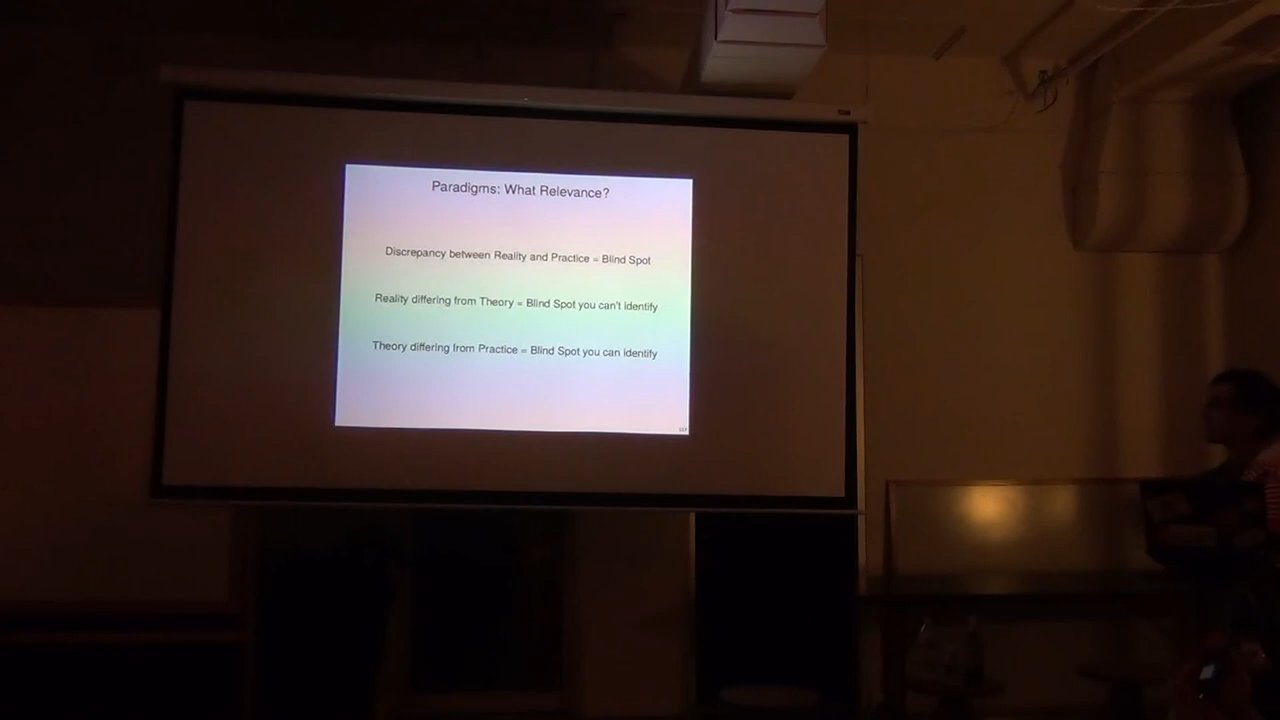 Paradigms: What Relevance?
Discrepancy between Reality and Practice = Blind Spot
Reality differing from Theory = Blind Spot you can't identify
Theory differing from Practice = Blind Spot you can identify